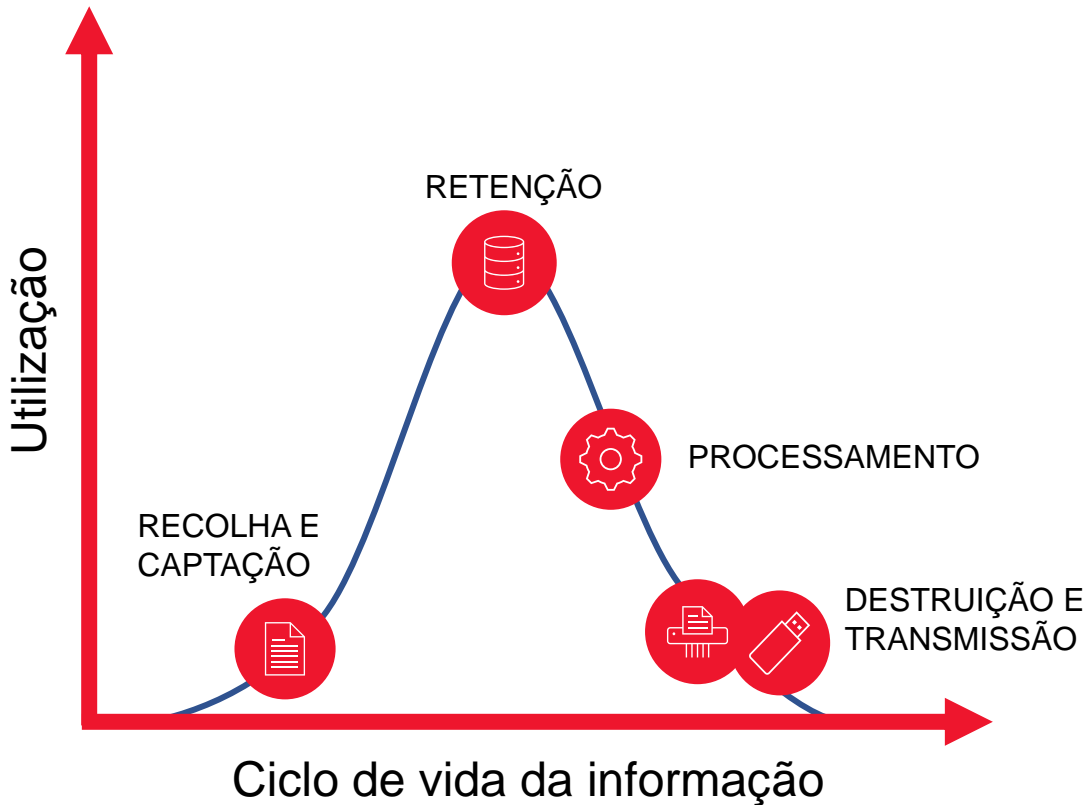 RETENÇÃO
Utilização
PROCESSAMENTO
RECOLHA E
CAPTAÇÃO
DESTRUIÇÃO E
TRANSMISSÃO
Ciclo de vida da informação